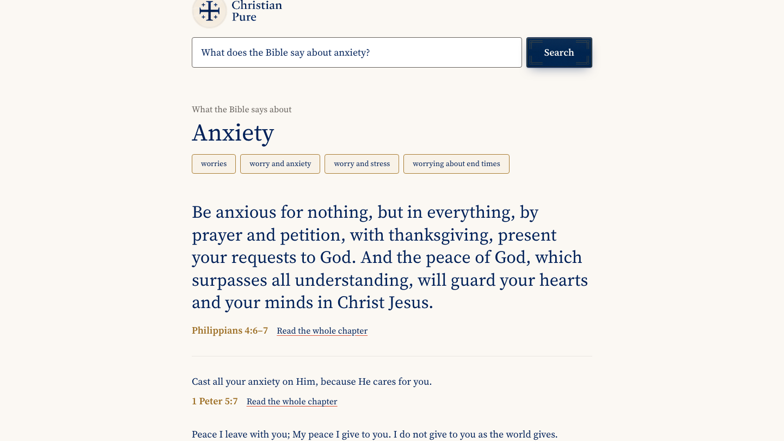 Christian
Pure
What does the Bible say about anxiety?
Search
What the Bible says about
Anxiety
worries
worry and anxiety
worry and stress
worrying about end times
Be anxious for nothing, but in everything, by
prayer and petition, with thanksgiving, present
your requests to God. And the peace of God, which
surpasses all understanding, will guard your hearts
and your minds in Christ Jesus.
Philippians 4:6–7 Read the whole chapter
Cast all your anxiety on Him, because He cares for you.
1 Peter 5:7 Read the whole chapter
Peace I leave with you; My peace I give to you. I do not give to you as the world gives.